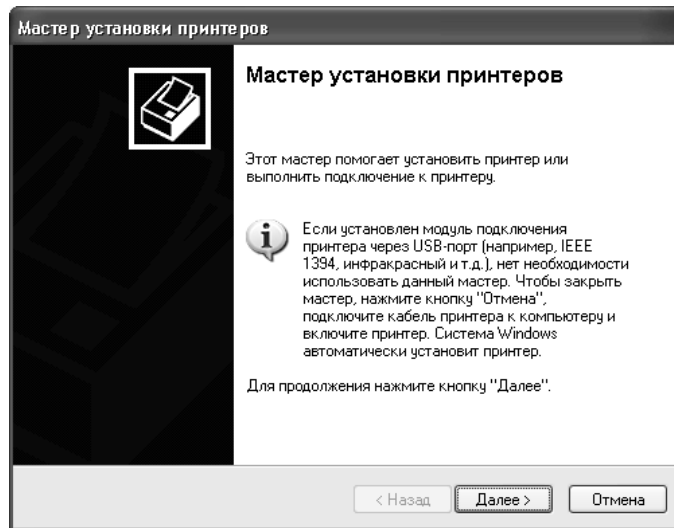 Мастер установки принтеров
Мастер установки принтеров
Этот мастер помогает установить принтер или
выполнить подключение к принтеру.
Если установлен модуль подключения
принтера через USB-порт (например, IEEE
1394, инфракрасный и т.д.), нет необходимости
использовать данный мастер. Чтобы закрыть
мастер, нажмите кнопку "Отмена",
подключите кабель принтера к компьютеру и
включите принтер. Система Windows
автоматически установит принтер.
Для продолжения нажмите кнопку "Далее".
< Назад Далее > Отмена